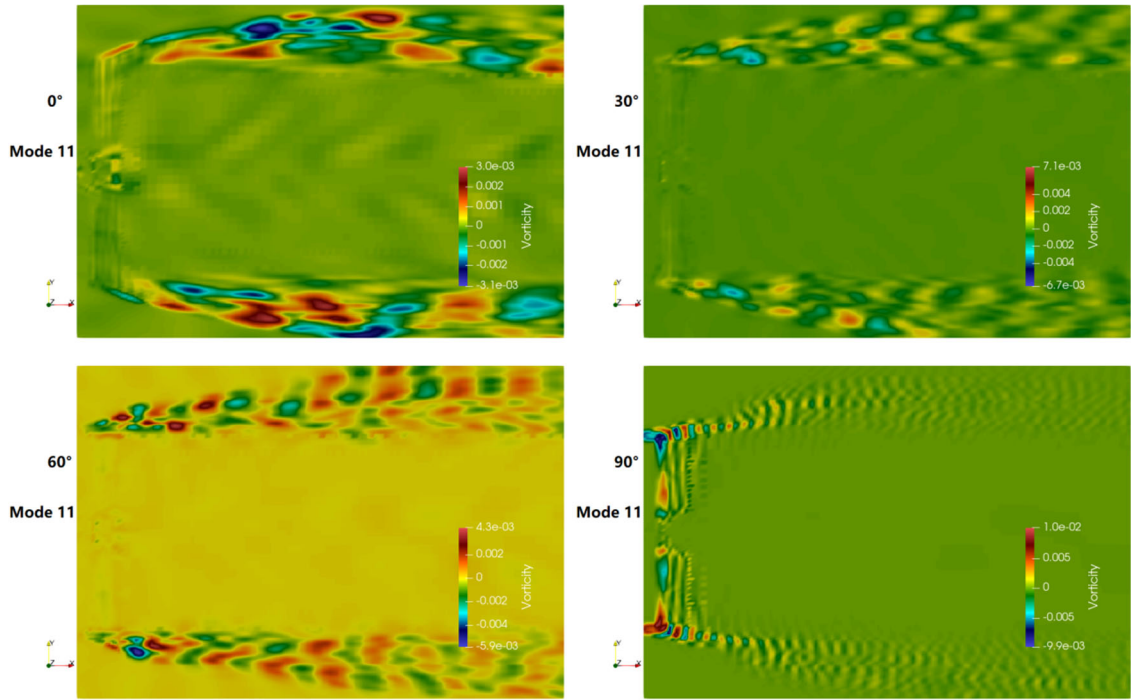 0°
Mode 11
3.0e-03
0.002
0.001
0
-0.001
-0.002
-3.1e-03
Vorticity
Y
Z
X
30°
Mode 11
7.1e-03
0.004
0.002
0
-0.002
-0.004
-6.7e-03
Vorticity
Y
Z
X
60°
Mode 11
4.3e-03
0.002
0
-0.002
-0.004
-5.9e-03
Vorticity
Y
Z
X
90°
Mode 11
1.0e-02
0.005
0
-0.005
-9.9e-03
Vorticity
Y
Z
X